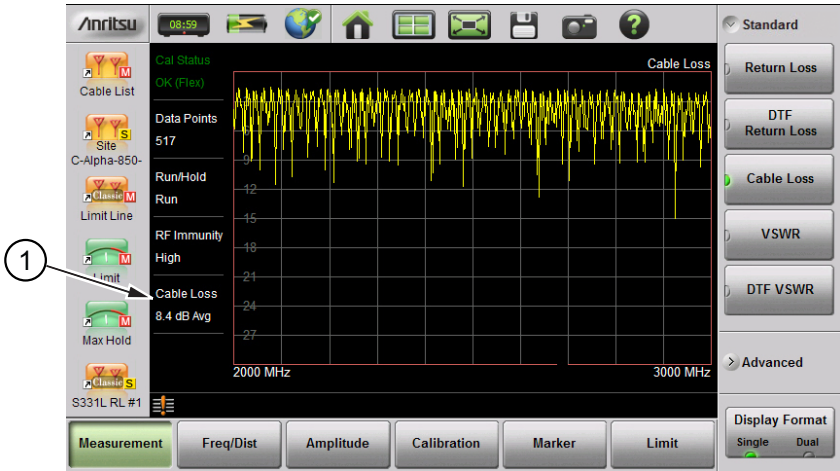 Anritsu
08:59
?
Standard
Cable List
M
Site
S
C-Alpha-850-
Classic M
Limit Line
M
Limit
M
Max Hold
Classic S
S331L RL #1
1
Cal Status
OK (Flex)
Data Points
517
Run/Hold
Run
RF Immunity
High
Cable Loss
8.4 dB Avg
Cable Loss
9
12
15
18
21
24
27
2000 MHz
3000 MHz
Return Loss
DTF
Return Loss
Cable Loss
VSWR
DTF VSWR
Advanced
Display Format
Single Dual
Measurement
Freq/Dist
Amplitude
Calibration
Marker
Limit